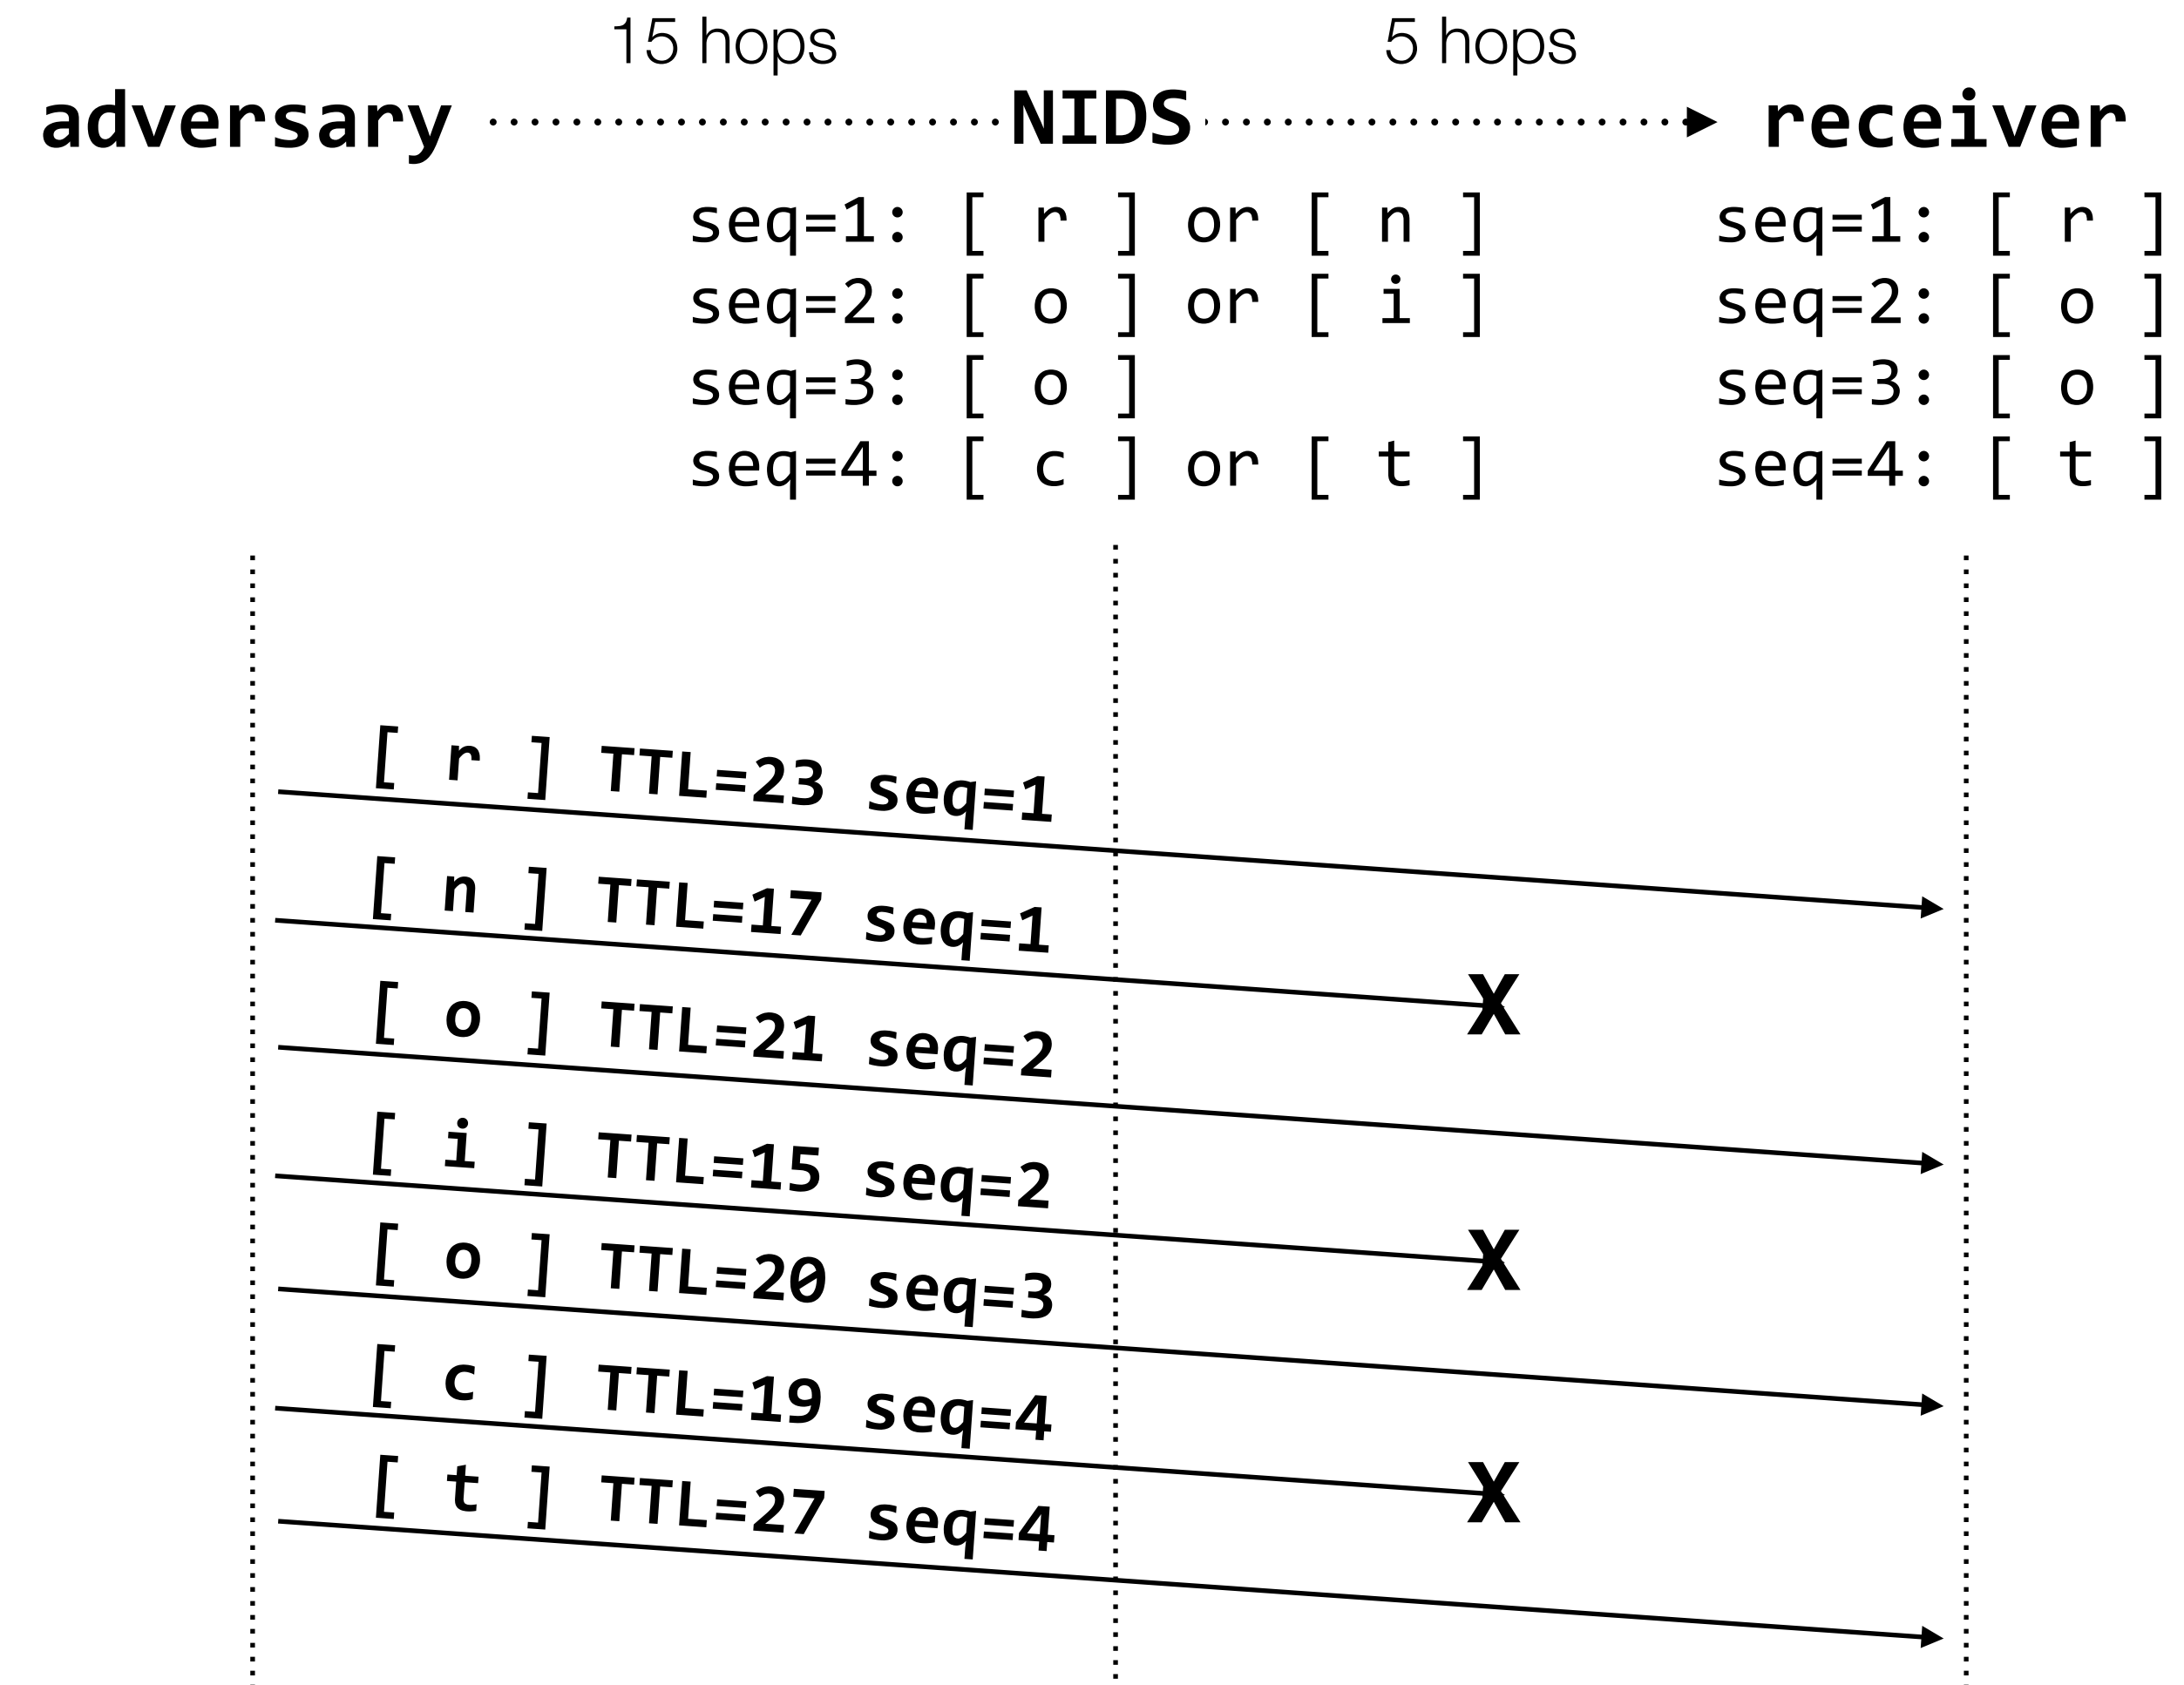 15 hops 5 hops
adversary NIDS receiver
seq=1: [ r ] or [ n ] seq=1: [ r ]
seq=2: [ o ] or [ i ] seq=2: [ o ]
seq=3: [ o ] seq=3: [ o ]
seq=4: [ c ] or [ t ] seq=4: [ t ]
[ r ] TTL=23 seq=1
[ n ] TTL=17 seq=1
X
[ o ] TTL=21 seq=2
[ i ] TTL=15 seq=2
X
[ o ] TTL=20 seq=3
[ c ] TTL=19 seq=4
X
[ t ] TTL=27 seq=4